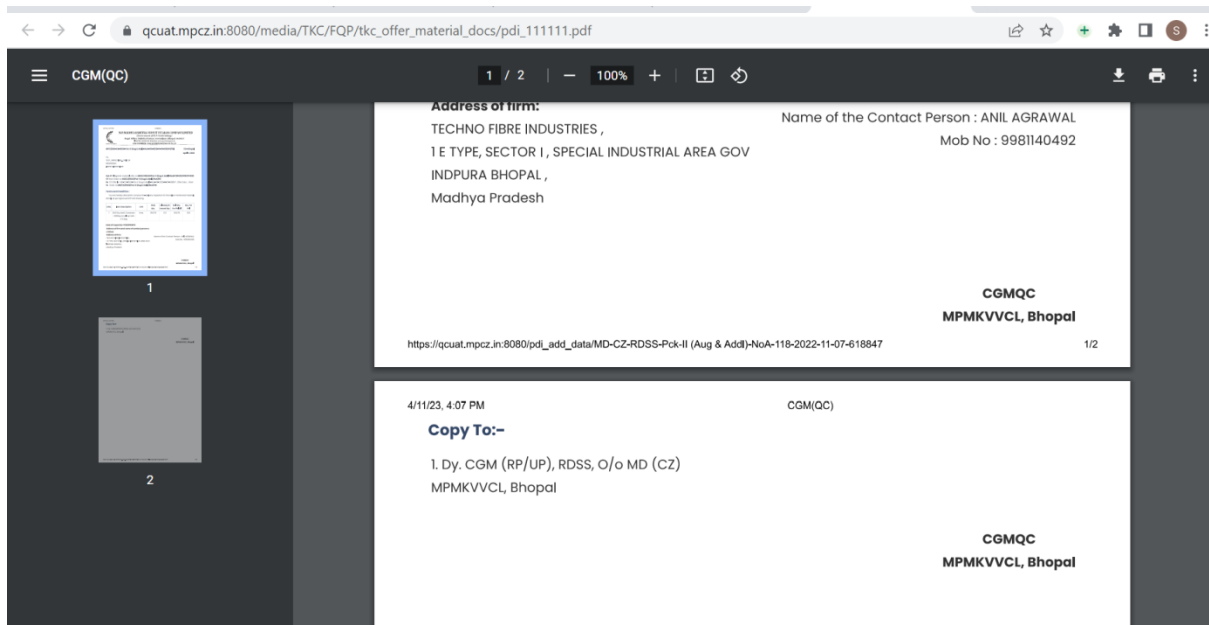 qcuat.mpcz.in:8080/media/TKC/FQP/tkc_offer_material_docs/pdi_111111.pdf
S
CGM(QC)
1 / 2
100%
1
2
Address of firm:
TECHNO FIBRE INDUSTRIES ,
1 E TYPE, SECTOR I , SPECIAL INDUSTRIAL AREA GOV
INDPURA BHOPAL ,
Madhya Pradesh
Name of the Contact Person : ANIL AGRAWAL
Mob No : 9981140492
CGMQC
MPMKVVCL, Bhopal
https://qcuat.mpcz.in:8080/pdi_add_data/MD-CZ-RDSS-Pck-II (Aug & Addl)-NoA-118-2022-11-07-618847
1/2
4/11/23, 4:07 PM
CGM(QC)
Copy To:-
1. Dy. CGM (RP/UP), RDSS, O/o MD (CZ)
MPMKVVCL, Bhopal
CGMQC
MPMKVVCL, Bhopal